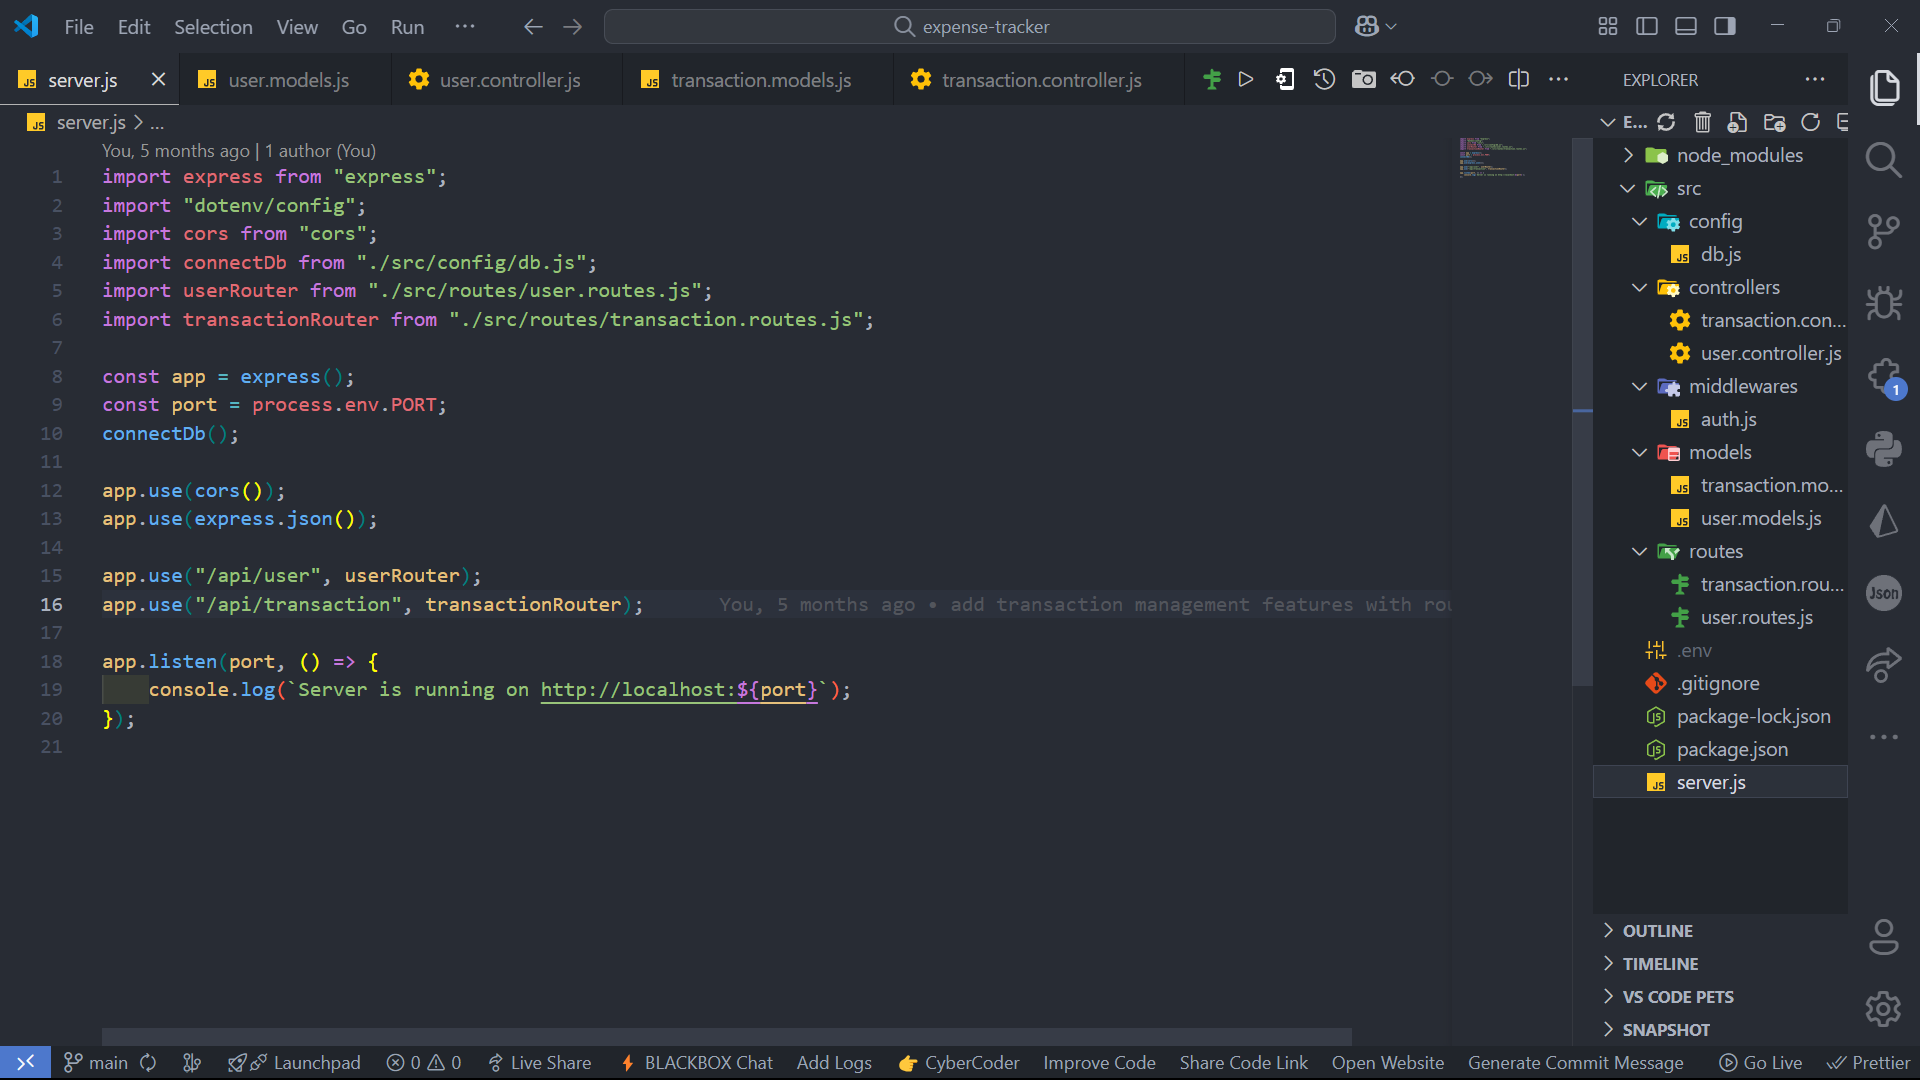 File Edit Selection View Go Run ··· expense-tracker
server.js user.models.js user.controller.js transaction.models.js transaction.controller.js ··· EXPLORER ···
server.js > ... E...
You, 5 months ago | 1 author (You)
1 import express from "express";
2 import "dotenv/config";
3 import cors from "cors";
4 import connectDb from "./src/config/db.js";
5 import userRouter from "./src/routes/user.routes.js";
6 import transactionRouter from "./src/routes/transaction.routes.js";
7
8 const app = express();
9 const port = process.env.PORT;
10 connectDb();
11
12 app.use(cors());
13 app.use(express.json());
14
15 app.use("/api/user", userRouter);
16 app.use("/api/transaction", transactionRouter); You, 5 months ago • add transaction management features with rou
17
18 app.listen(port, () => {
19 console.log(`Server is running on http://localhost:${port}`);
20 });
21
node_modules
src
config
db.js
controllers
transaction.con...
user.controller.js
middlewares
auth.js
models
transaction.mo...
user.models.js
routes
transaction.rou...
user.routes.js
.env
.gitignore
package-lock.json
package.json
server.js
OUTLINE
TIMELINE
VS CODE PETS
SNAPSHOT
1
Json
main Launchpad 0 0 Live Share BLACKBOX Chat Add Logs CyberCoder Improve Code Share Code Link Open Website Generate Commit Message Go Live Prettier